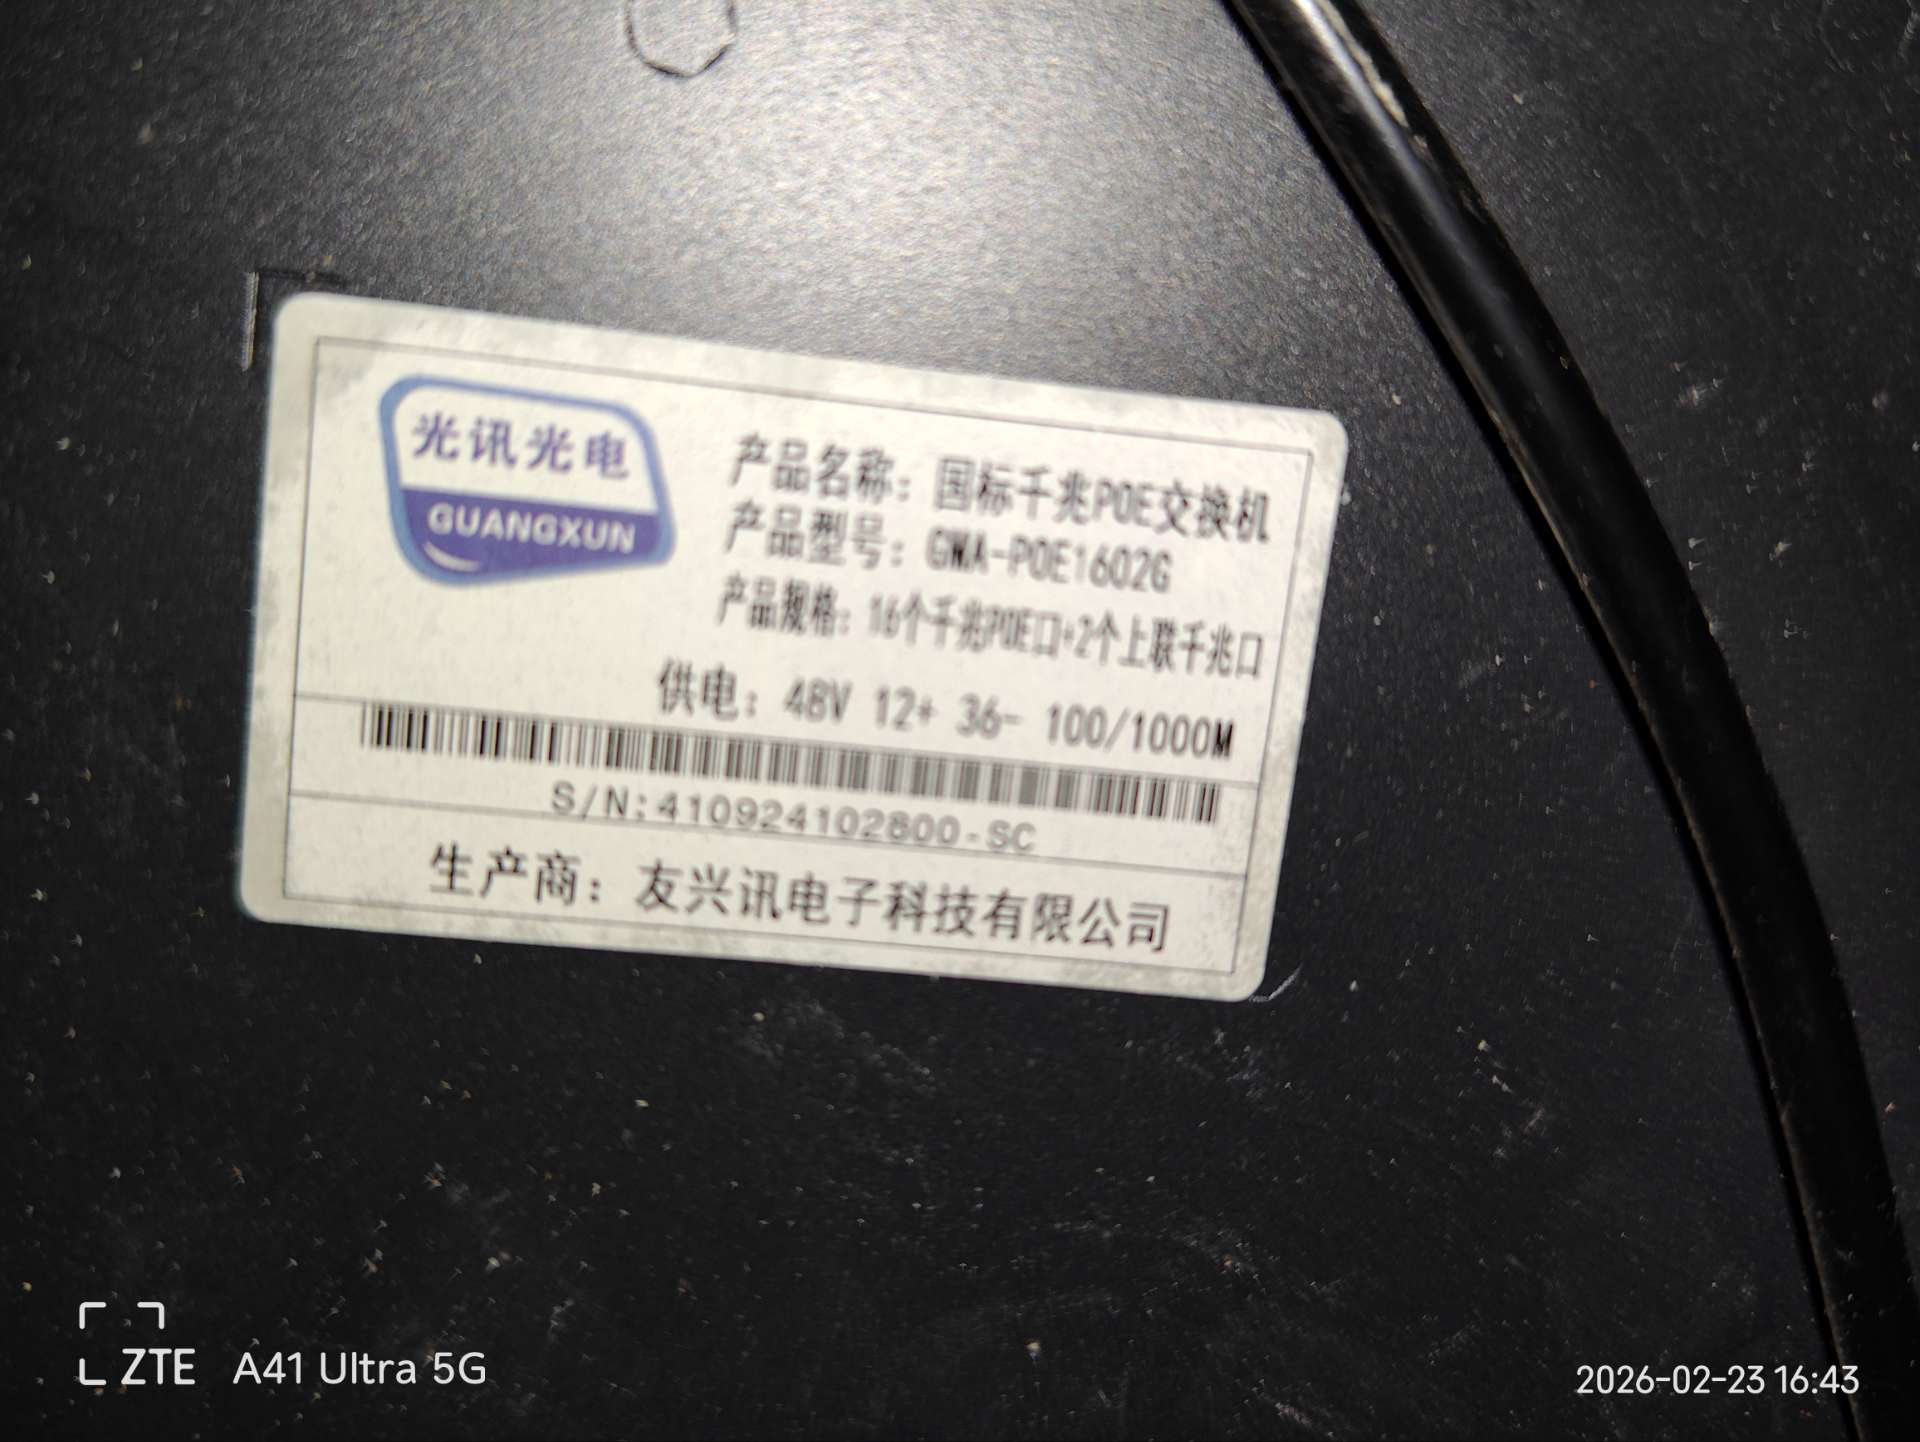 光讯光电
GUANGXUN
产品名称：国标千兆POE交换机
产品型号：GWA-POE1602G
产品规格：16个千兆POE口+2个上联千兆口
供电：48V 12+ 36- 100/1000M
S/N:410924102800-SC
生产商：友兴讯电子科技有限公司
ZTE A41 Ultra 5G
2026-02-23 16:43